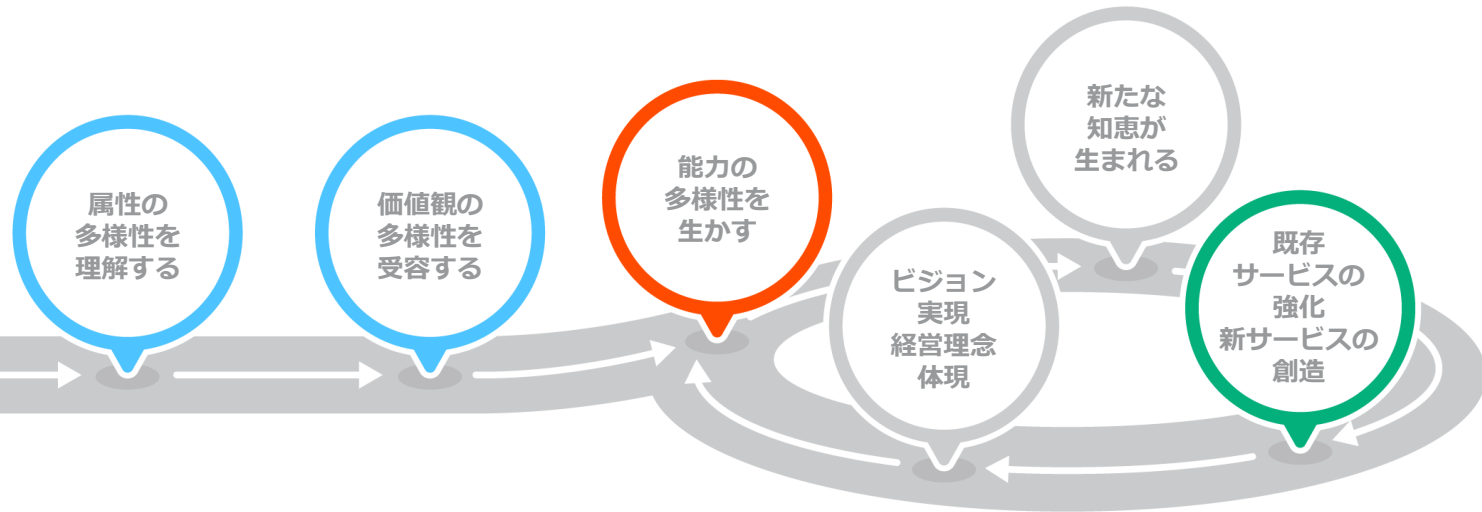 属性の
多様性を
理解する
価値観の
多様性を
受容する
能力の
多様性を
生かす
新たな
知恵が
生まれる
既存
サービスの
強化
新サービスの
創造
ビジョン
実現
経営理念
体現